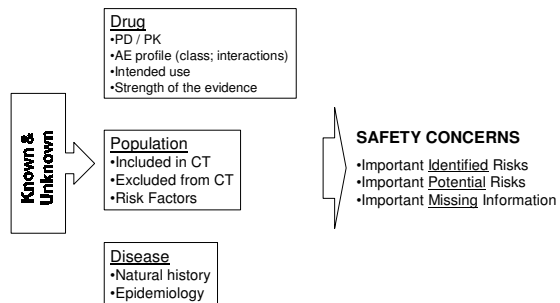 Known &
Unknown
Drug
•PD / PK
•AE profile (class; interactions)
•Intended use
•Strength of the evidence
Population
•Included in CT
•Excluded from CT
•Risk Factors
Disease
•Natural history
•Epidemiology
SAFETY CONCERNS
•Important Identified Risks
•Important Potential Risks
•Important Missing Information